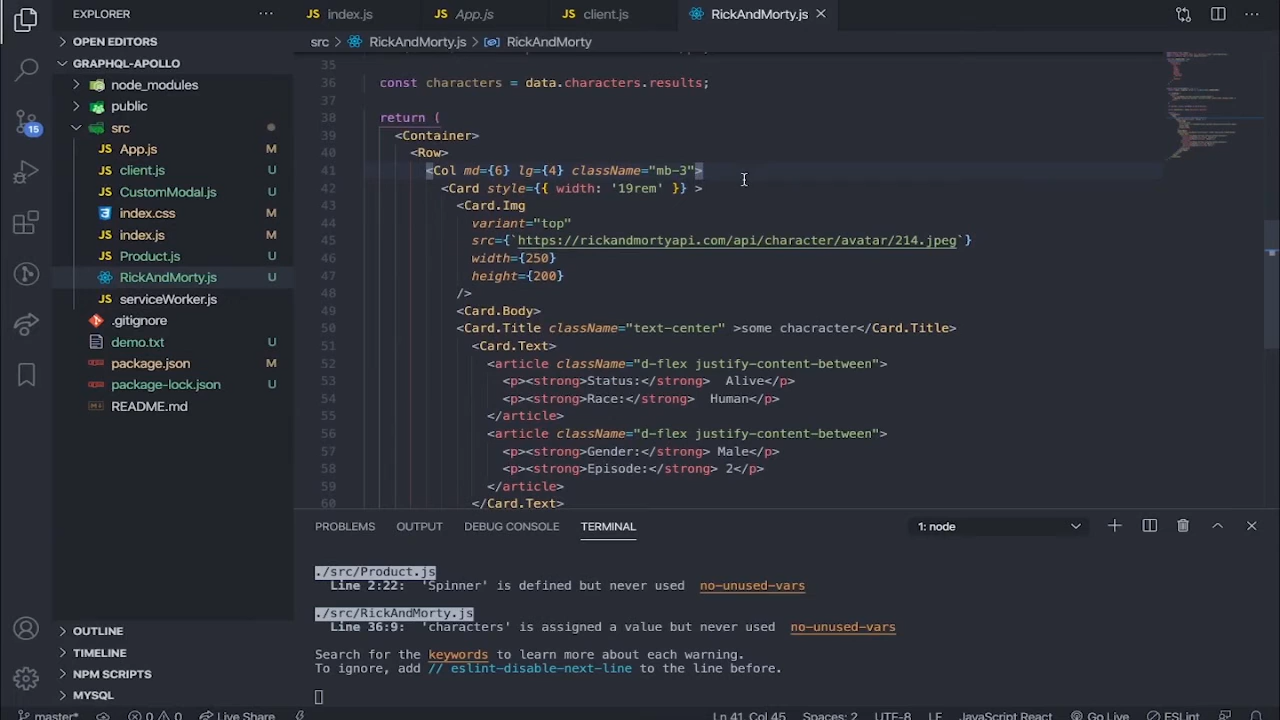 EXPLORER
index.js
App.js
client.js
RickAndMorty.js
OPEN EDITORS
src > RickAndMorty.js > RickAndMorty
GRAPHQL-APOLLO
node_modules
public
src
App.js M
client.js U
CustomModal.js U
index.css U
index.js M
Product.js U
RickAndMorty.js U
serviceWorker.js
.gitignore
demo.txt U
package.json M
package-lock.json U
README.md
15
OUTLINE
TIMELINE
NPM SCRIPTS
MYSQL
35
36 const characters = data.characters.results;
37
38 return (
39 <Container>
40 <Row>
41 <Col md={6} lg={4} className="mb-3">
42 <Card style={{ width: '19rem' }} >
43 <Card.Img
44 variant="top"
45 src={`https://rickandmortyapi.com/api/character/avatar/214.jpeg`}
46 width={250}
47 height={200}
48 />
49 <Card.Body>
50 <Card.Title className="text-center" >some chacracter</Card.Title>
51 <Card.Text>
52 <article className="d-flex justify-content-between">
53 <p><strong>Status:</strong> Alive</p>
54 <p><strong>Race:</strong> Human</p>
55 </article>
56 <article className="d-flex justify-content-between">
57 <p><strong>Gender:</strong> Male</p>
58 <p><strong>Episode:</strong> 2</p>
59 </article>
60 </Card.Text>
PROBLEMS OUTPUT DEBUG CONSOLE TERMINAL 1: node
./src/Product.js
Line 2:22: 'Spinner' is defined but never used no-unused-vars
./src/RickAndMorty.js
Line 36:9: 'characters' is assigned a value but never used no-unused-vars
Search for the keywords to learn more about each warning.
To ignore, add // eslint-disable-next-line to the line before.
master* 0 0 Live Share Ln 41, Col 45 Spaces: 2 UTF-8 LF JavaScript React Go Live ESLint